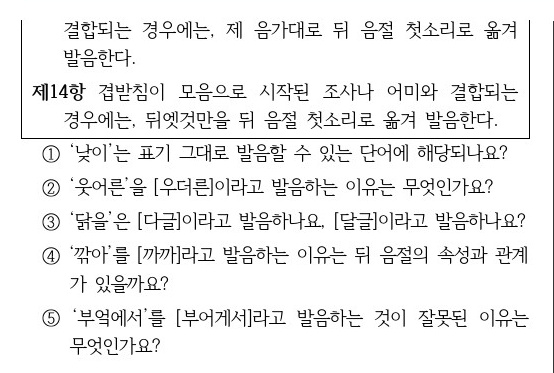 결합되는 경우에는, 제 음가대로 뒤 음절 첫소리로 옮겨
발음한다.
제14항 겹받침이 모음으로 시작된 조사나 어미와 결합되는
경우에는, 뒤엣것만을 뒤 음절 첫소리로 옮겨 발음한다.
① ‘낮이’는 표기 그대로 발음할 수 있는 단어에 해당되나요?
② ‘웃어른’을 [우더른]이라고 발음하는 이유는 무엇인가요?
③ ‘닭을’은 [다글]이라고 발음하나요, [달글]이라고 발음하나요?
④ ‘깎아’를 [까까]라고 발음하는 이유는 뒤 음절의 속성과 관계
가 있을까요?
⑤ ‘부엌에서’를 [부어게서]라고 발음하는 것이 잘못된 이유는
무엇인가요?